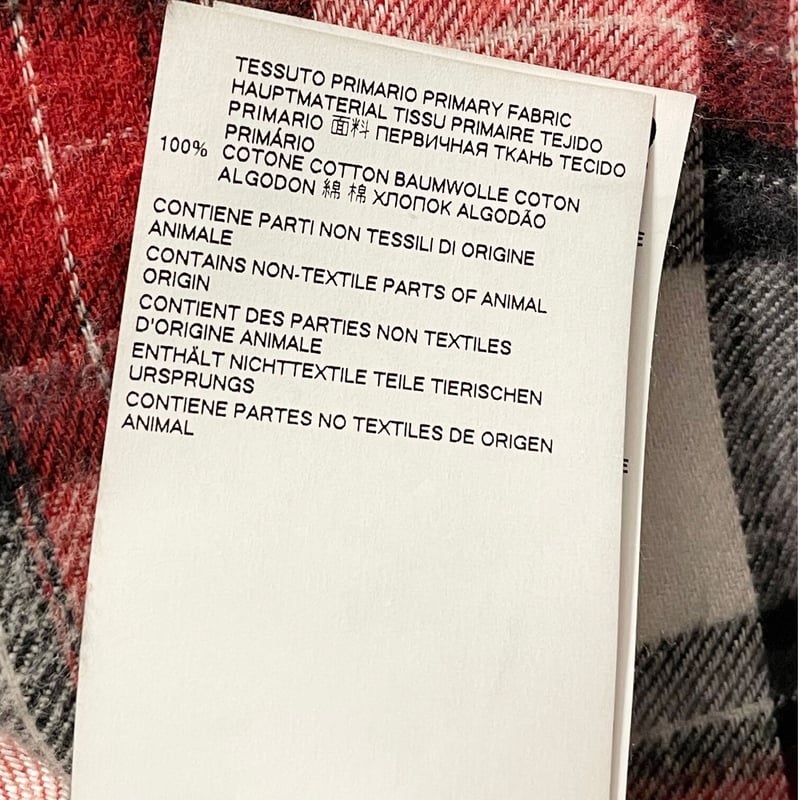 TESSUTO PRIMARIO PRIMARY FABRIC
HAUPTMATERIAL TISSU PRIMAIRE TEJIDO
PRIMARIO 面料 ПЕРВИЧНАЯ ТКАНЬ TECIDO
PRIMÁRIO
100% COTONE COTTON BAUMWOLLE COTON
ALGODON 綿 棉 ХЛОПОК ALGODÃO
CONTIENE PARTI NON TESSILI DI ORIGINE
ANIMALE
CONTAINS NON-TEXTILE PARTS OF ANIMAL
ORIGIN
CONTIENT DES PARTIES NON TEXTILES
D'ORIGINE ANIMALE
ENTHÄLT NICHTTEXTILE TEILE TIERISCHEN
URSPRUNGS
CONTIENE PARTES NO TEXTILES DE ORIGEN
ANIMAL